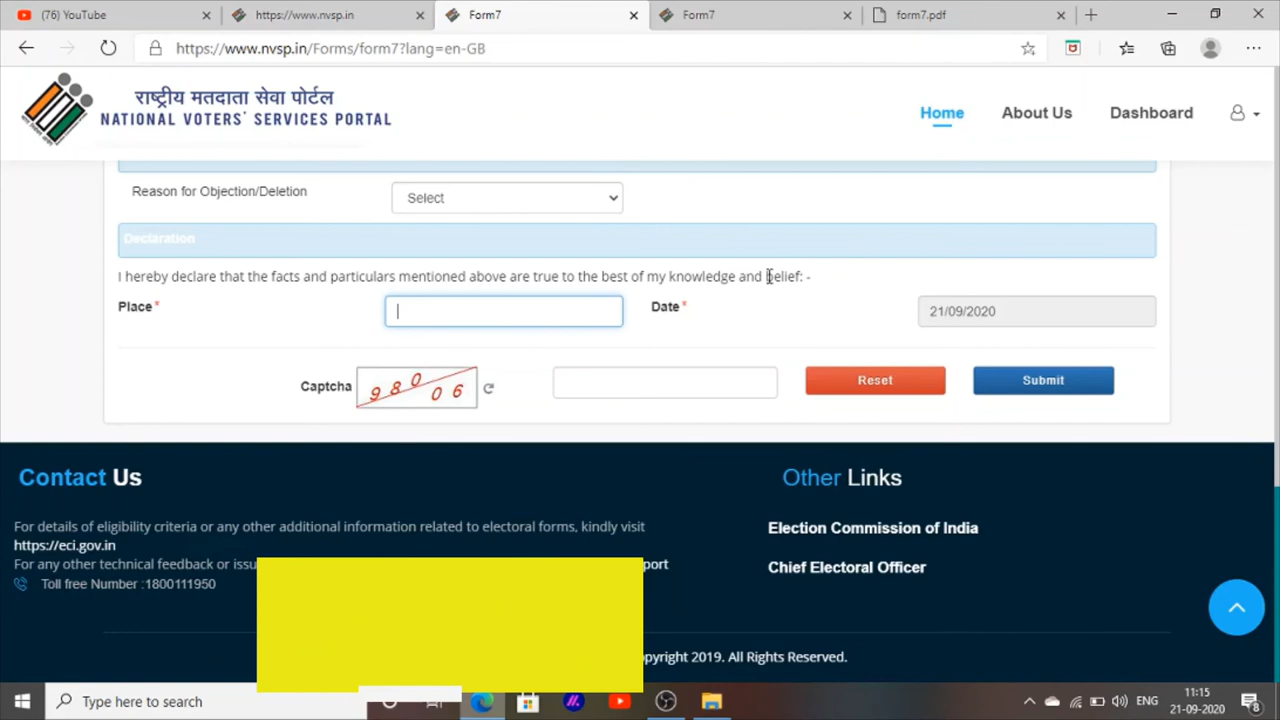 (76) YouTube
https://www.nvsp.in
Form7
Form7
form7.pdf
https://www.nvsp.in/Forms/form7?lang=en-GB
राष्ट्रीय मतदाता सेवा पोर्टल
NATIONAL VOTERS' SERVICES PORTAL
Home
About Us
Dashboard
Reason for Objection/Deletion
Select
Declaration
I hereby declare that the facts and particulars mentioned above are true to the best of my knowledge and belief: -
Place*
Date*
21/09/2020
Captcha
98006
Reset
Submit
Contact Us
Other Links
For details of eligibility criteria or any other additional information related to electoral forms, kindly visit
https://eci.gov.in
Election Commission of India
For any other technical feedback or issu
port
Chief Electoral Officer
Toll free Number :1800111950
pyright 2019. All Rights Reserved.
Type here to search
ENG
11:15
21-09-2020
8